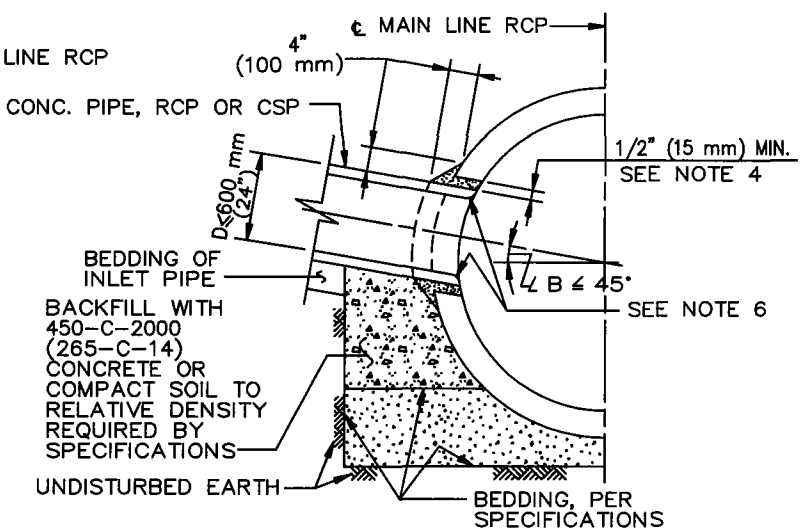 ℄ MAIN LINE RCP
LINE RCP
4"
(100 mm)
CONC. PIPE, RCP OR CSP
1/2" (15 mm) MIN.
SEE NOTE 4
D≤600 mm
(24")
BEDDING OF
INLET PIPE
∠ B ≤ 45°
SEE NOTE 6
BACKFILL WITH
450-C-2000
(265-C-14)
CONCRETE OR
COMPACT SOIL TO
RELATIVE DENSITY
REQUIRED BY
SPECIFICATIONS
UNDISTURBED EARTH
BEDDING, PER
SPECIFICATIONS